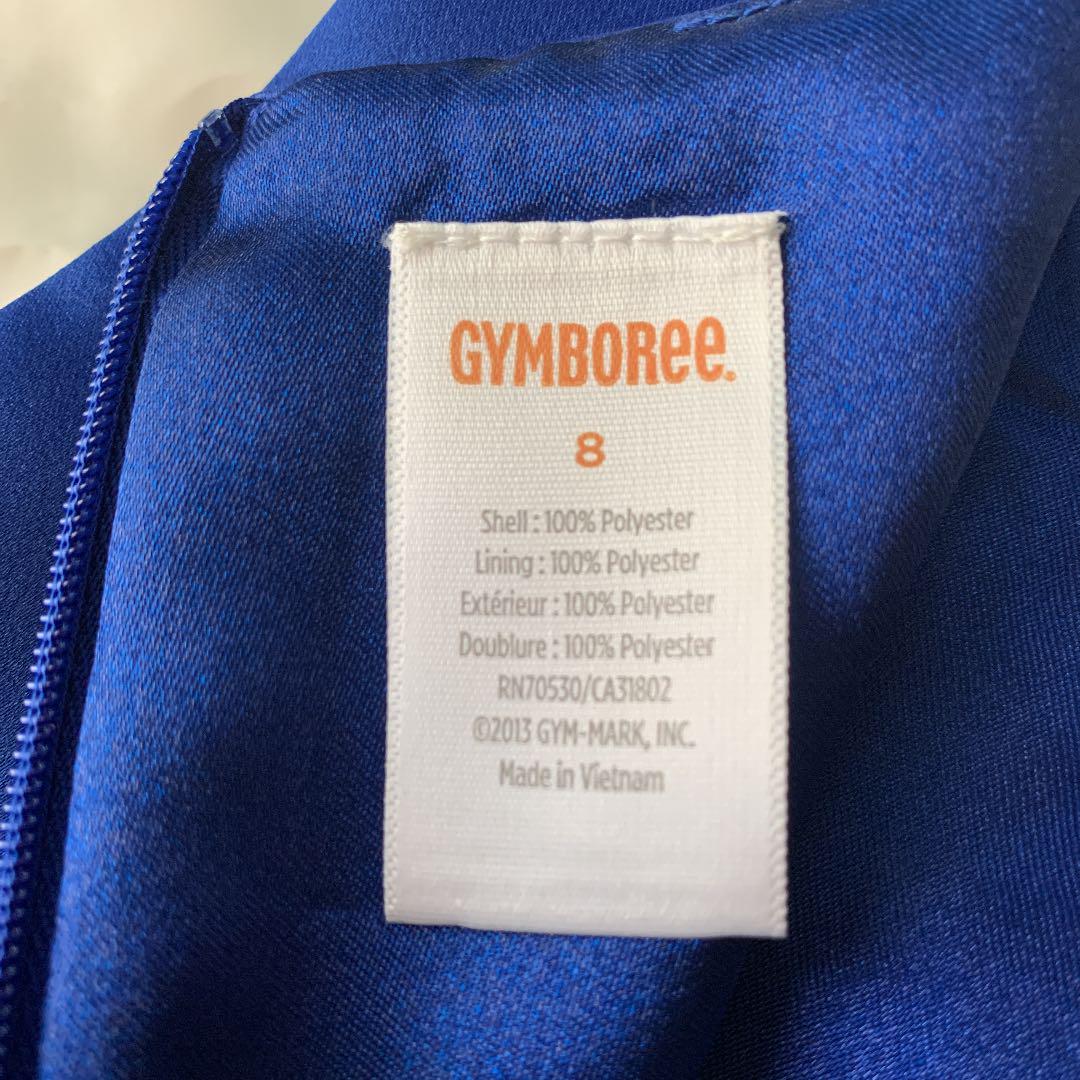 GYMBOREE.
8
Shell : 100% Polyester
Lining : 100% Polyester
Extérieur : 100% Polyester
Doublure : 100% Polyester
RN70530/CA31802
©2013 GYM-MARK, INC.
Made in Vietnam